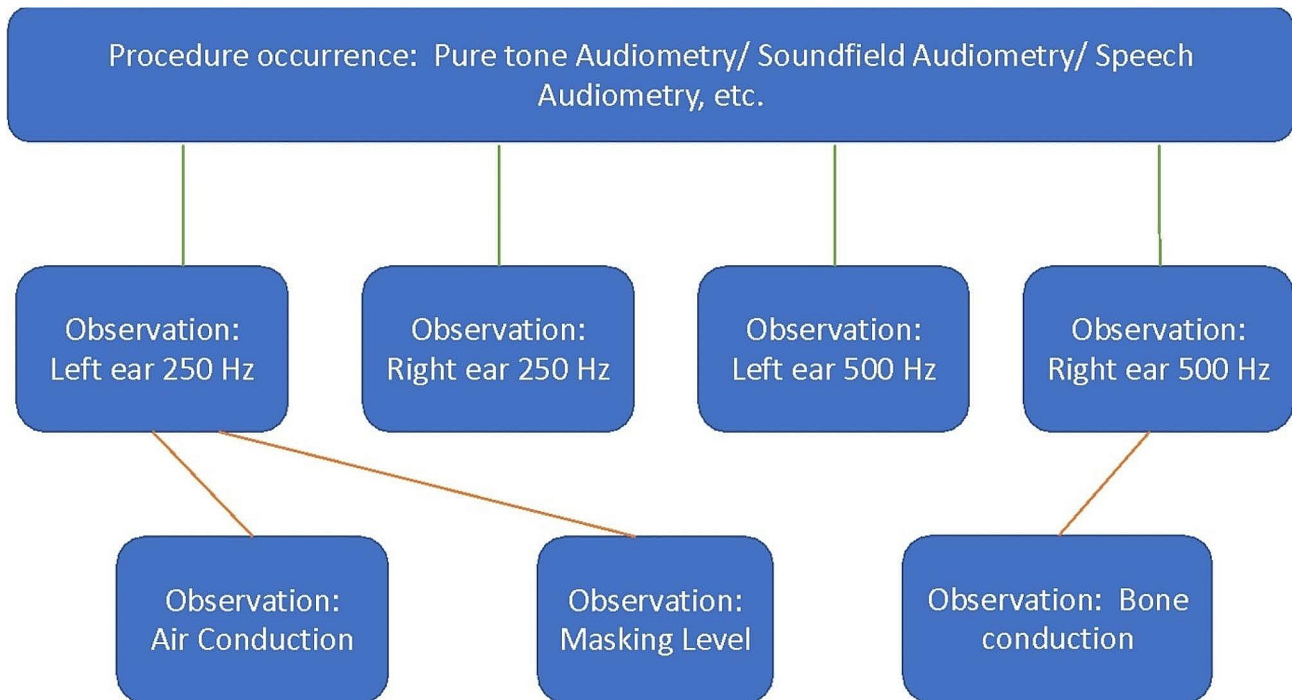 Procedure occurrence:  Pure tone Audiometry/ Soundfield Audiometry/ Speech
Audiometry, etc.
Observation:
Left ear 250 Hz
Observation:
Right ear 250 Hz
Observation:
Left ear 500 Hz
Observation:
Right ear 500 Hz
Observation:
Air Conduction
Observation:
Masking Level
Observation:  Bone
conduction